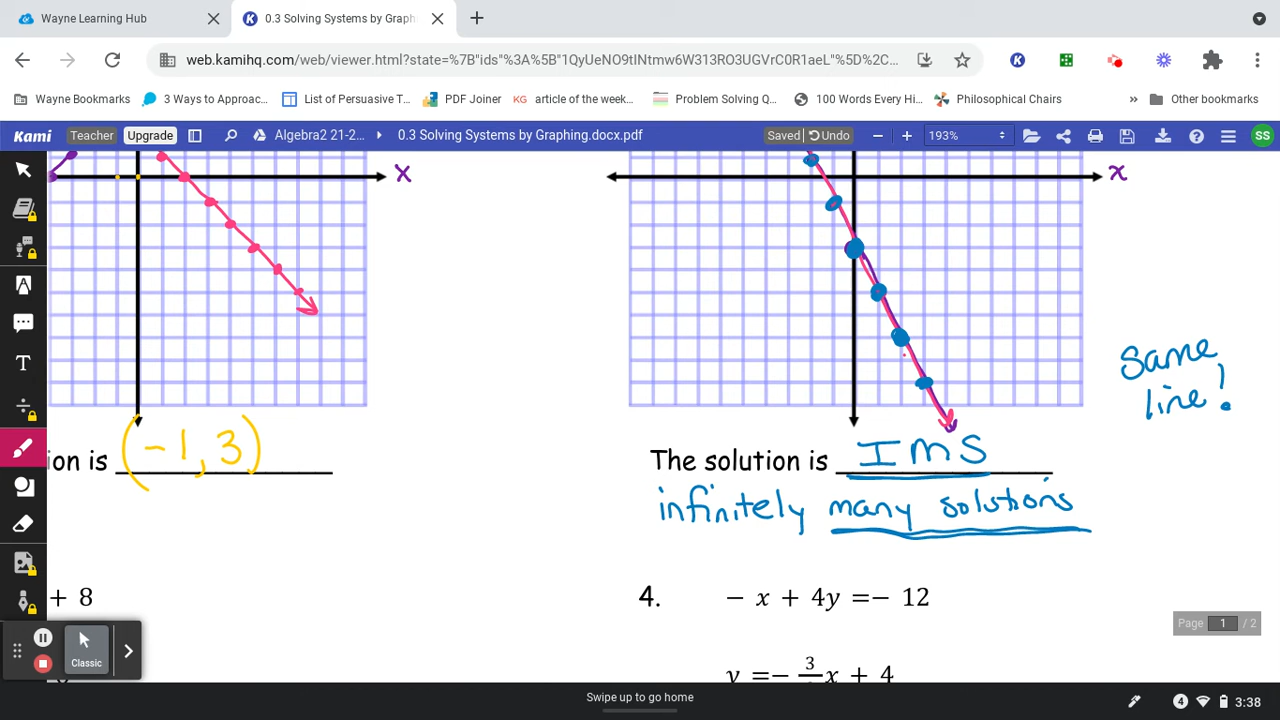 Wayne Learning Hub
0.3 Solving Systems by Graph
web.kamihq.com/web/viewer.html?state=%7B"ids"%3A%5B"1QyUeNO9tINtmw6W313RO3UGVrC0R1aeL"%5D%2C...
Wayne Bookmarks
3 Ways to Approac...
List of Persuasive T...
PDF Joiner
KG article of the week...
Problem Solving Q...
100 Words Every Hi...
Philosophical Chairs
»
Other bookmarks
Kami
Teacher
Upgrade
Algebra2 21-2...
0.3 Solving Systems by Graphing.docx.pdf
Saved
Undo
193%
SS
x
x
Same
line!
ion is (-1, 3)
The solution is IMS
infinitely many solutions
+ 8
4. − x + 4y =− 12
Page 1 / 2
y =− 3 x + 4
Classic
Swipe up to go home
4
3:38